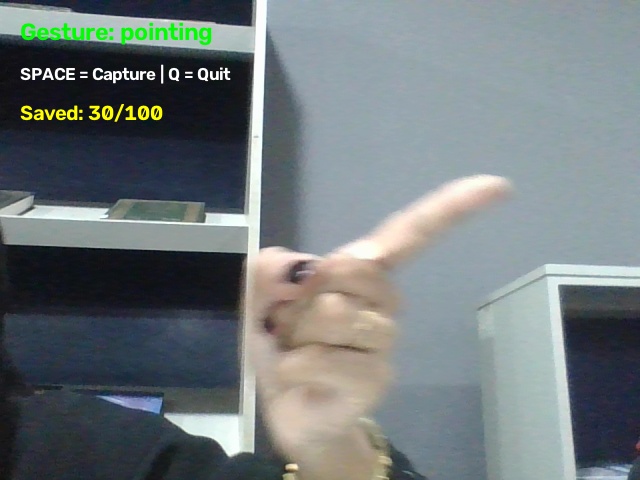 Gesture: pointing
SPACE = Capture | Q = Quit
Saved: 30/100